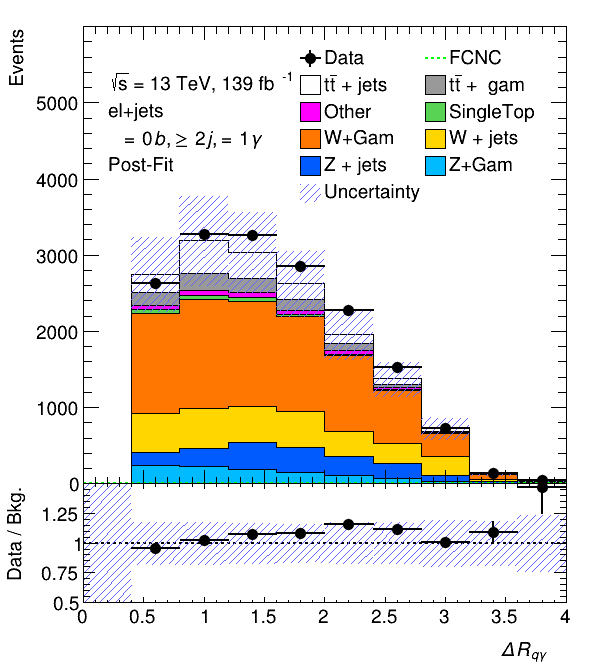 Events
5000
4000
3000
2000
1000
0
√s = 13 TeV, 139 fb⁻¹
el+jets
= 0b, ≥ 2j, = 1γ
Post-Fit
Data
FCNC
tt̄ + jets
tt̄ + gam
Other
SingleTop
W+Gam
W + jets
Z + jets
Z+Gam
Uncertainty
Data / Bkg.
1.25
1
0.75
0.5
0 0.5 1 1.5 2 2.5 3 3.5 4
ΔR_qγ